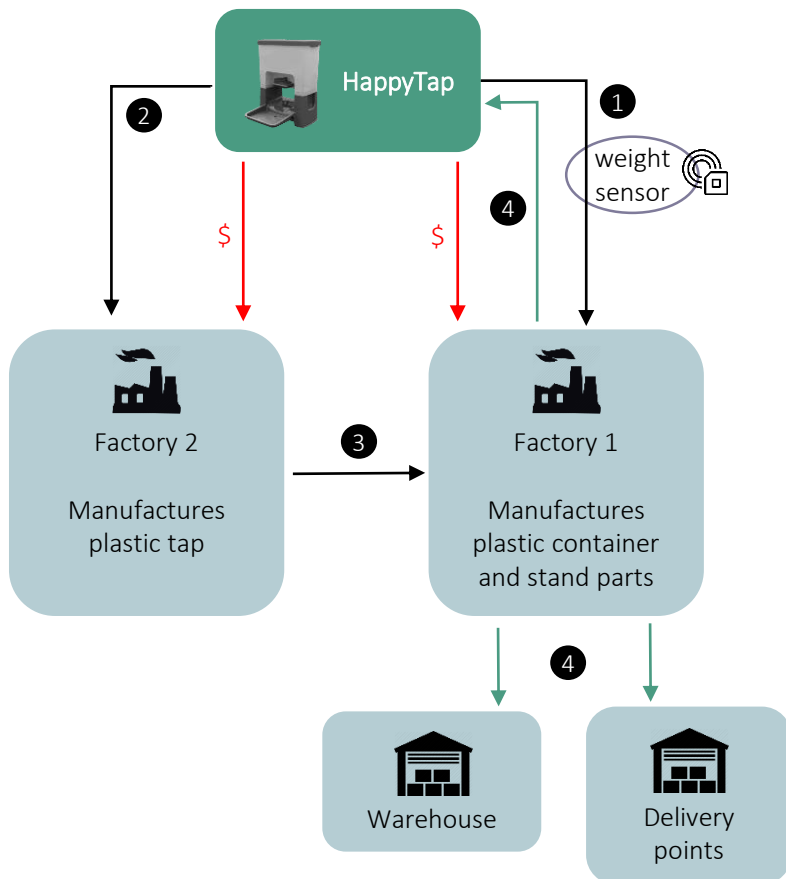 HappyTap
1
2
weight
sensor
4
$
$
Factory 2
Manufactures
plastic tap
3
Factory 1
Manufactures
plastic container
and stand parts
4
Warehouse
Delivery
points